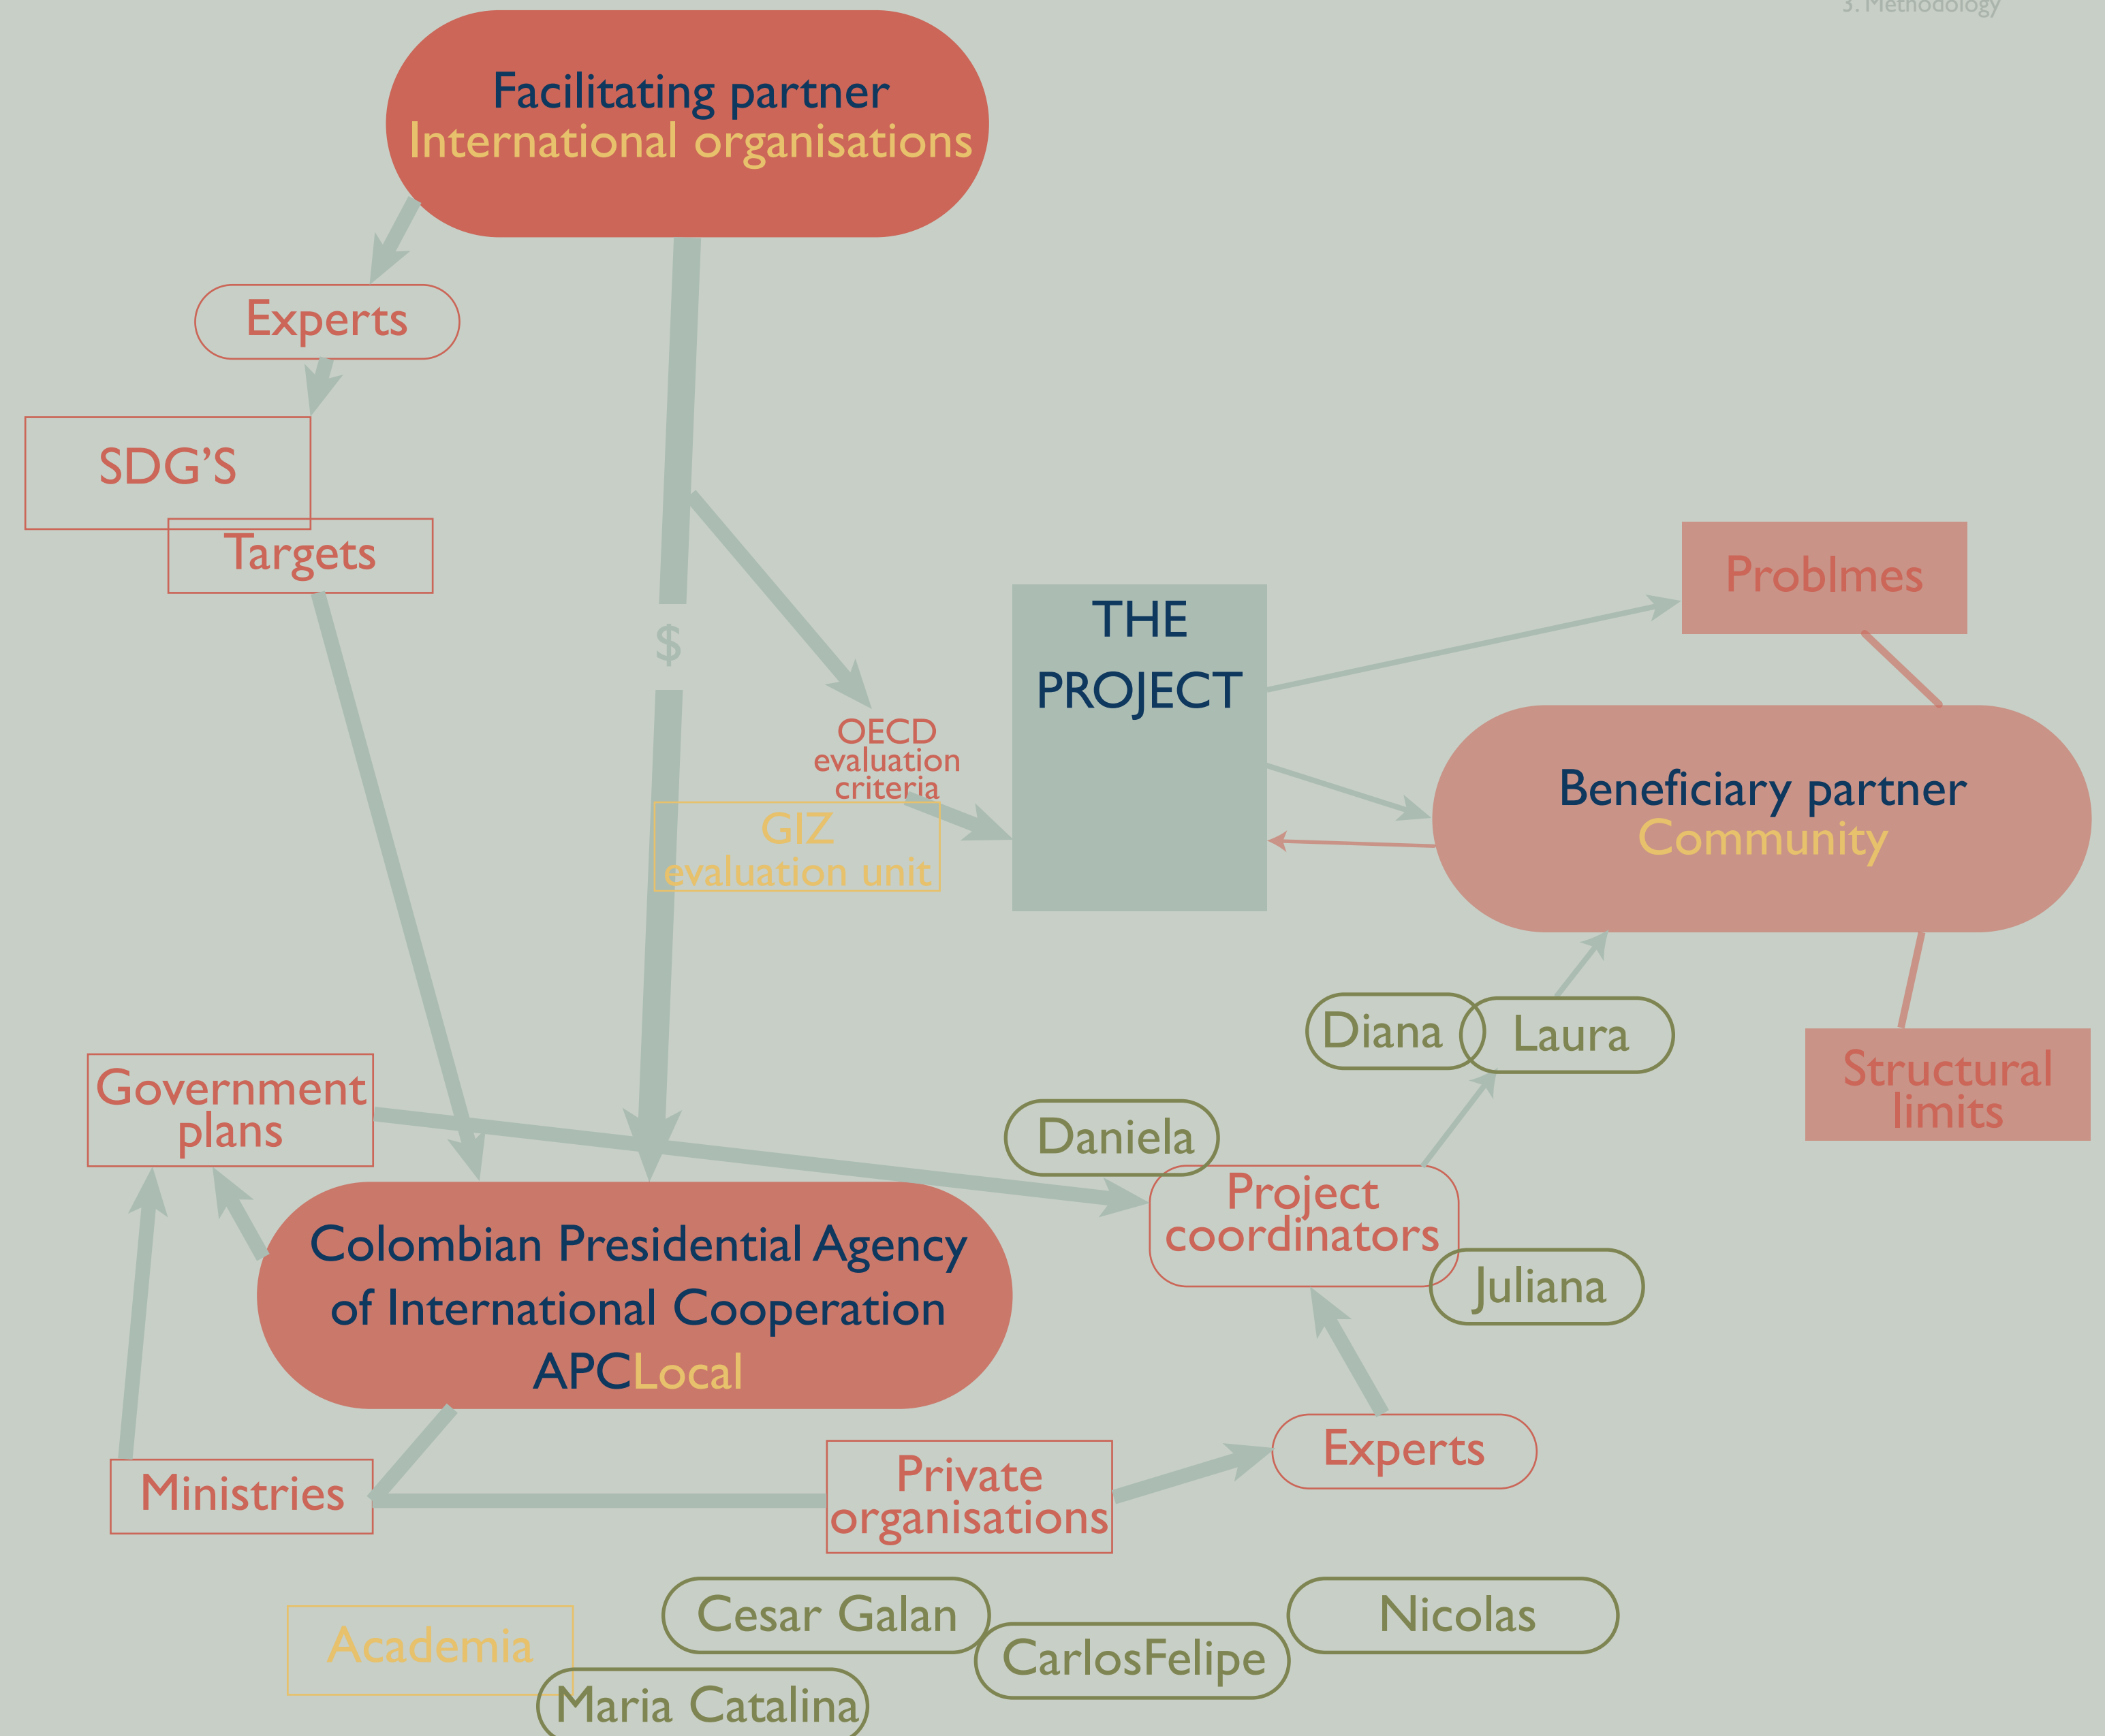 3. Methodology
Facilitating partner
International organisations
Experts
SDG'S
Targets
$
OECD
evaluation
criteria
GIZ
evaluation unit
THE
PROJECT
Problmes
Beneficiary partner
Community
Structural
limits
Diana
Laura
Daniela
Project
coordinators
Juliana
Government
plans
Colombian Presidential Agency
of International Cooperation
APCLocal
Ministries
Private
organisations
Experts
Academia
Cesar Galan
CarlosFelipe
Nicolas
Maria Catalina